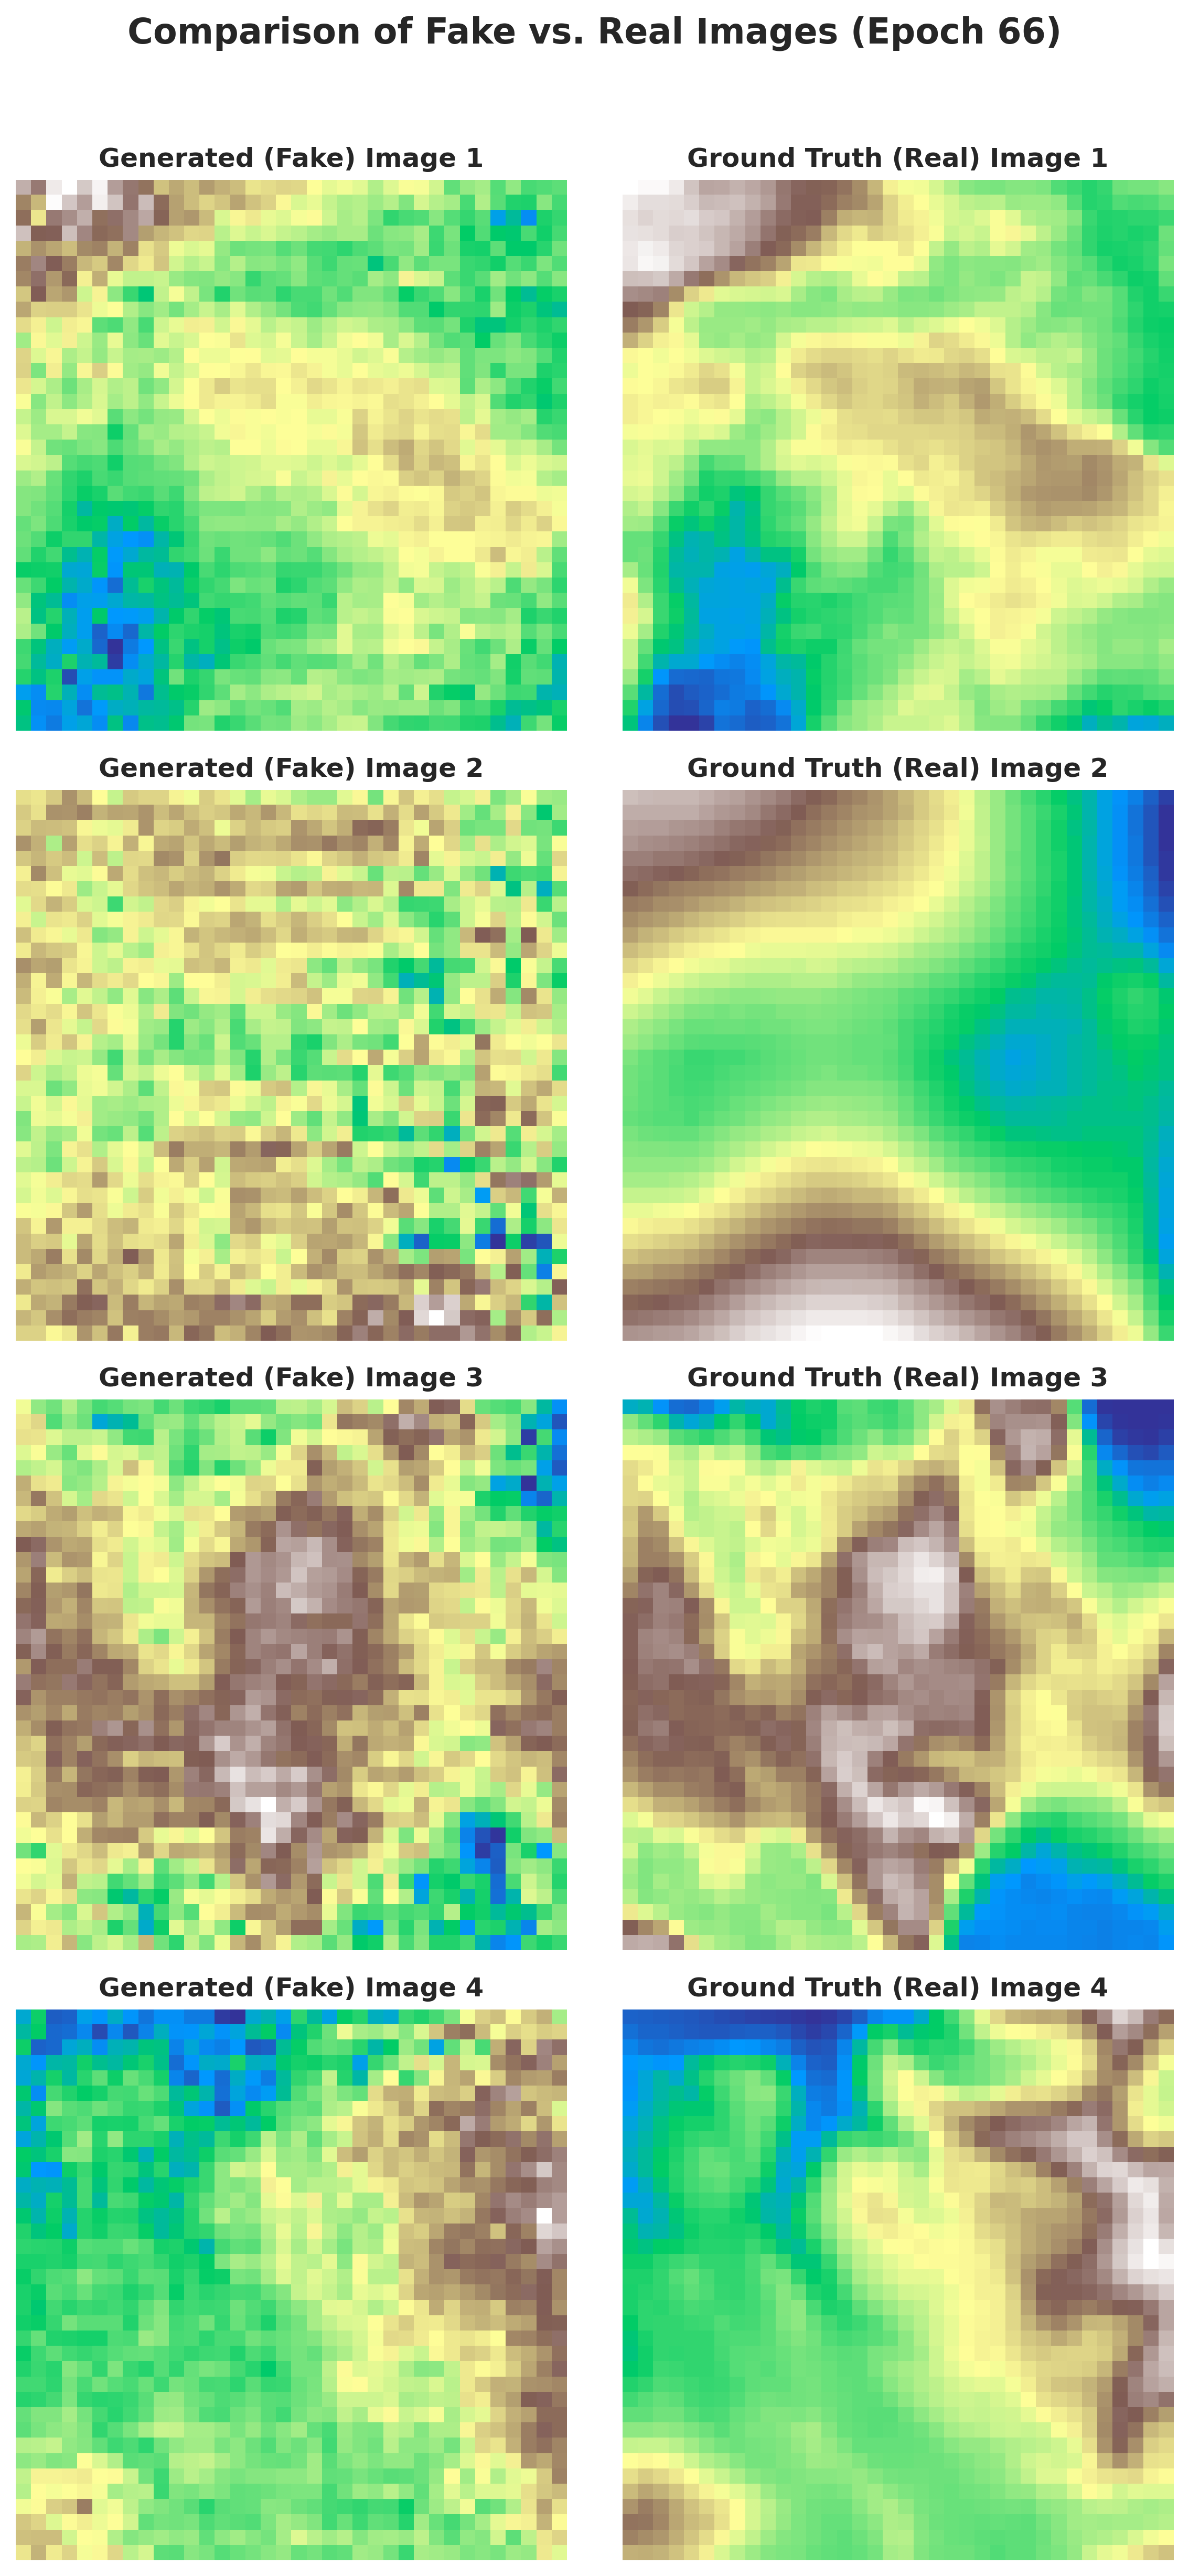 Comparison of Fake vs. Real Images (Epoch 66)
Generated (Fake) Image 1
Ground Truth (Real) Image 1
Generated (Fake) Image 2
Ground Truth (Real) Image 2
Generated (Fake) Image 3
Ground Truth (Real) Image 3
Generated (Fake) Image 4
Ground Truth (Real) Image 4